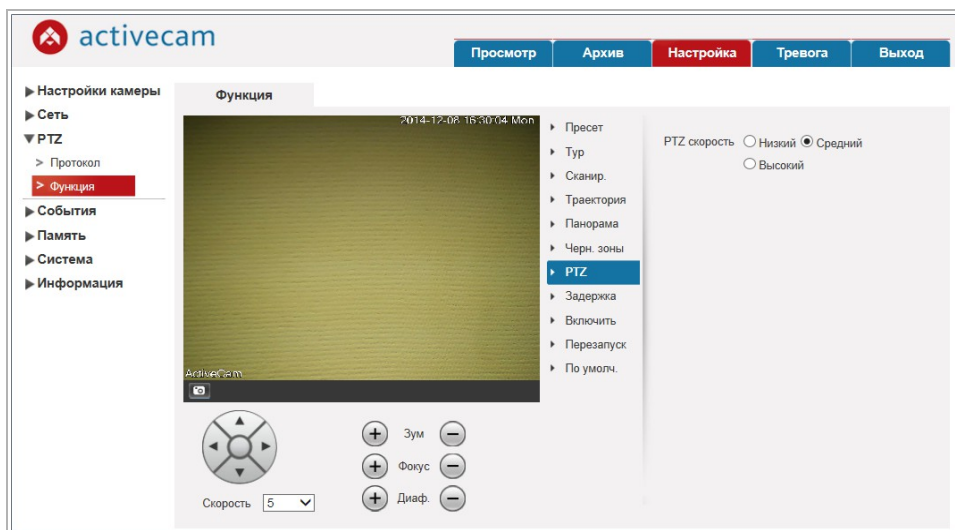 activecam
Просмотр Архив Настройка Тревога Выход
Настройки камеры
Сеть
PTZ
> Протокол
> Функция
События
Память
Система
Информация
Функция
2014-12-08 16:30:04 Mon
ActiveCam
Пресет
Тур
Сканир.
Траектория
Панорама
Черн. зоны
PTZ
Задержка
Включить
Перезапуск
По умолч.
PTZ скорость Низкий Средний
Высокий
Зум
Фокус
Диаф.
Скорость 5